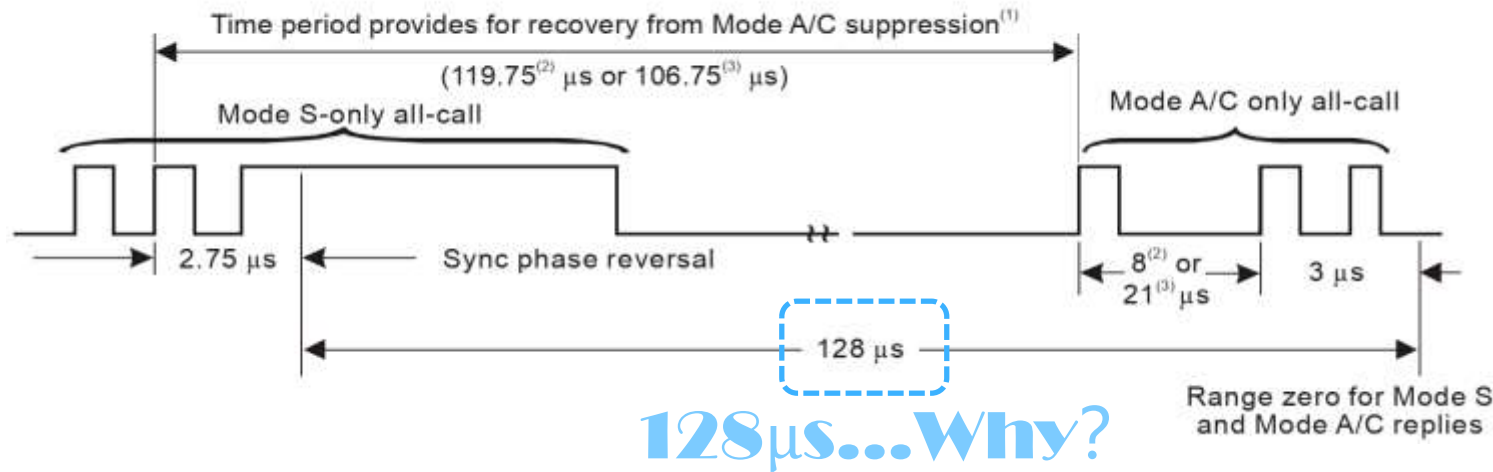 Time period provides for recovery from Mode A/C suppression⁽¹⁾
(119.75⁽²⁾ μs or 106.75⁽³⁾ μs)
Mode S-only all-call
Mode A/C only all-call
2.75 μs
Sync phase reversal
8⁽²⁾ or
21⁽³⁾ μs
3 μs
128 μs
Range zero for Mode S
and Mode A/C replies
128μs...Why?